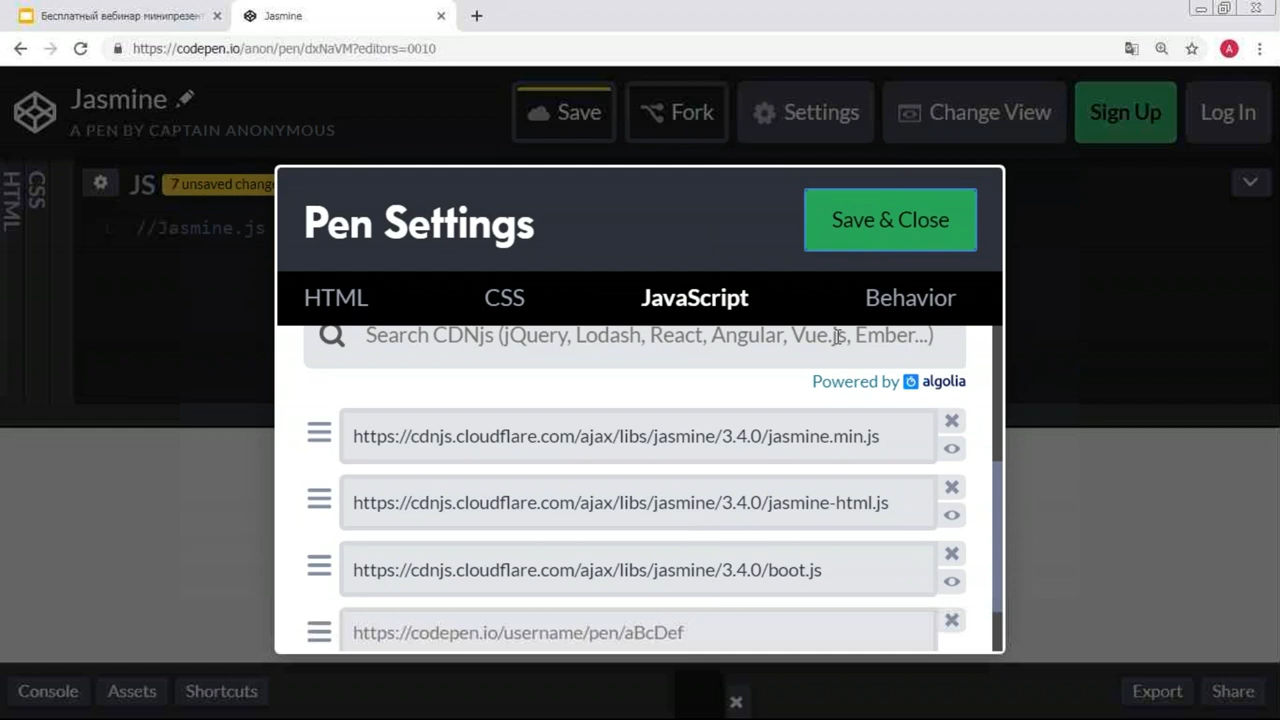 Бесплатный вебинар минипрезент
Jasmine
https://codepen.io/anon/pen/dxNaVM?editors=0010
A
Jasmine
A PEN BY CAPTAIN ANONYMOUS
Save
Fork
Settings
Change View
Sign Up
Log In
HTML
CSS
JS
7 unsaved chang
1
//Jasmine.js
Pen Settings
Save & Close
HTML
CSS
JavaScript
Behavior
Search CDNjs (jQuery, Lodash, React, Angular, Vue.js, Ember...)
Powered by algolia
https://cdnjs.cloudflare.com/ajax/libs/jasmine/3.4.0/jasmine.min.js
https://cdnjs.cloudflare.com/ajax/libs/jasmine/3.4.0/jasmine-html.js
https://cdnjs.cloudflare.com/ajax/libs/jasmine/3.4.0/boot.js
https://codepen.io/username/pen/aBcDef
Console
Assets
Shortcuts
Export
Share